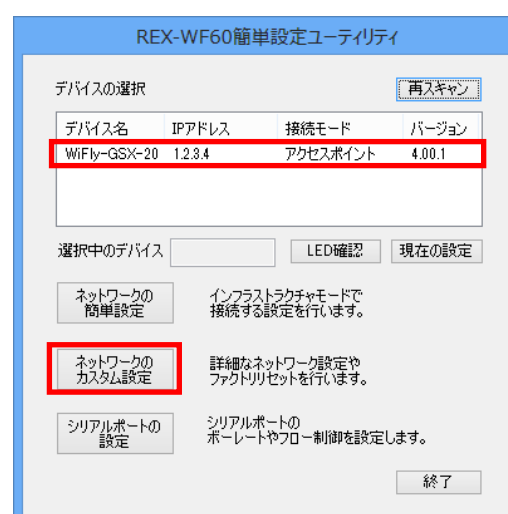 REX-WF60簡単設定ユーティリティ
デバイスの選択 再スキャン
デバイス名 IPアドレス 接続モード バージョン
WiFly-GSX-20 1.2.3.4 アクセスポイント 4.00.1
選択中のデバイス LED確認 現在の設定
ネットワークの
簡単設定
インフラストラクチャモードで
接続する設定を行います。
ネットワークの
カスタム設定
詳細なネットワーク設定や
ファクトリリセットを行います。
シリアルポートの
設定
シリアルポートの
ボーレートやフロー制御を設定します。
終了